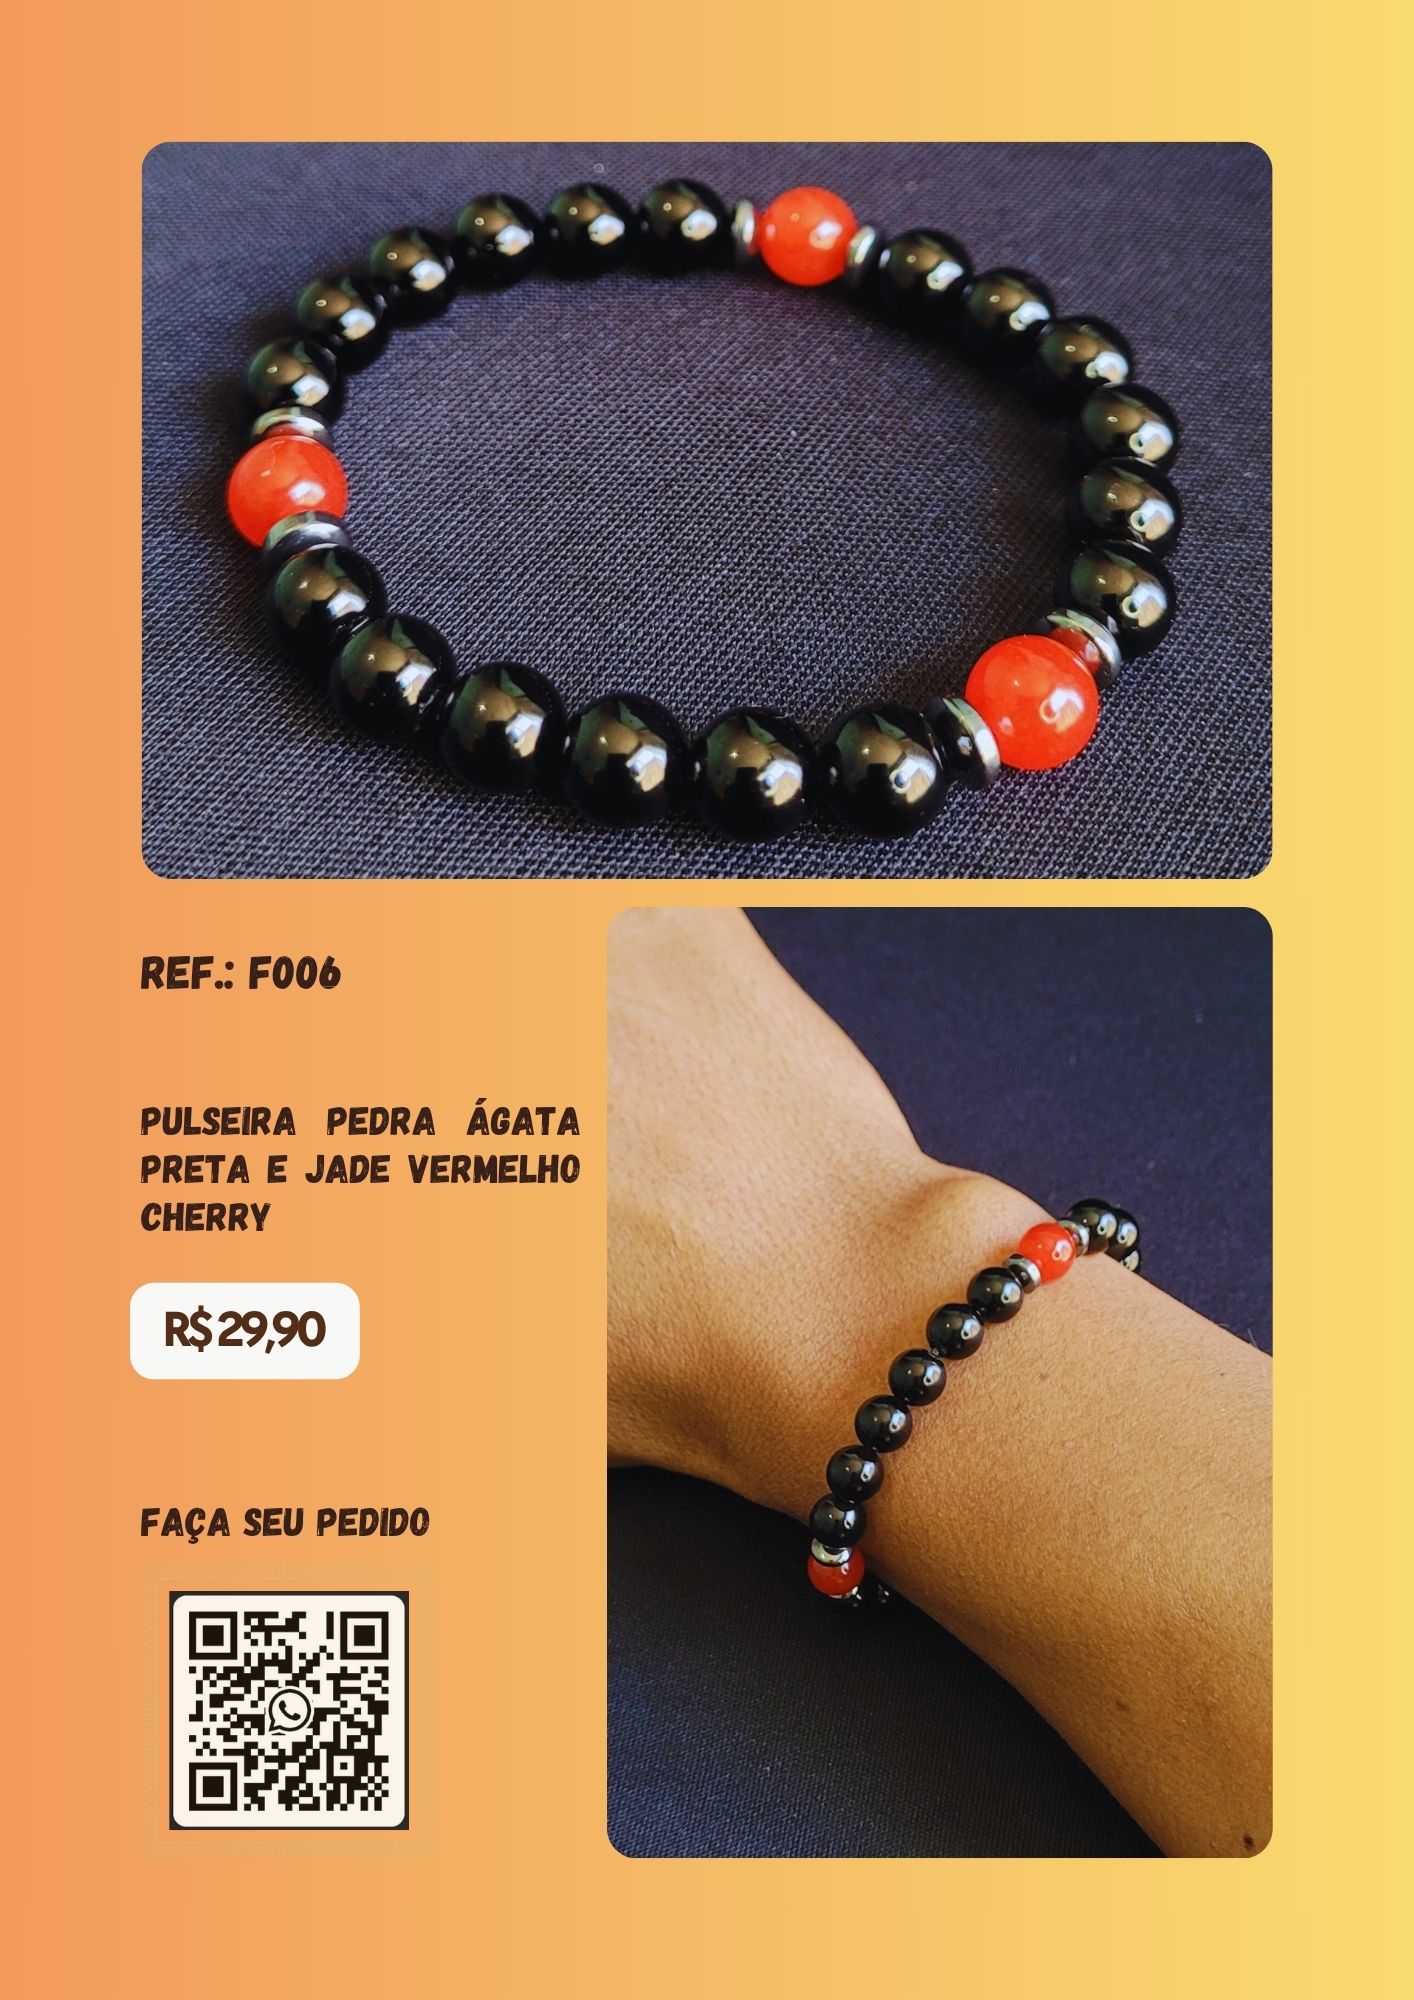 REF.: F006
PULSEIRA PEDRA ÁGATA
PRETA E JADE VERMELHO
CHERRY
R$ 29,90
FAÇA SEU PEDIDO